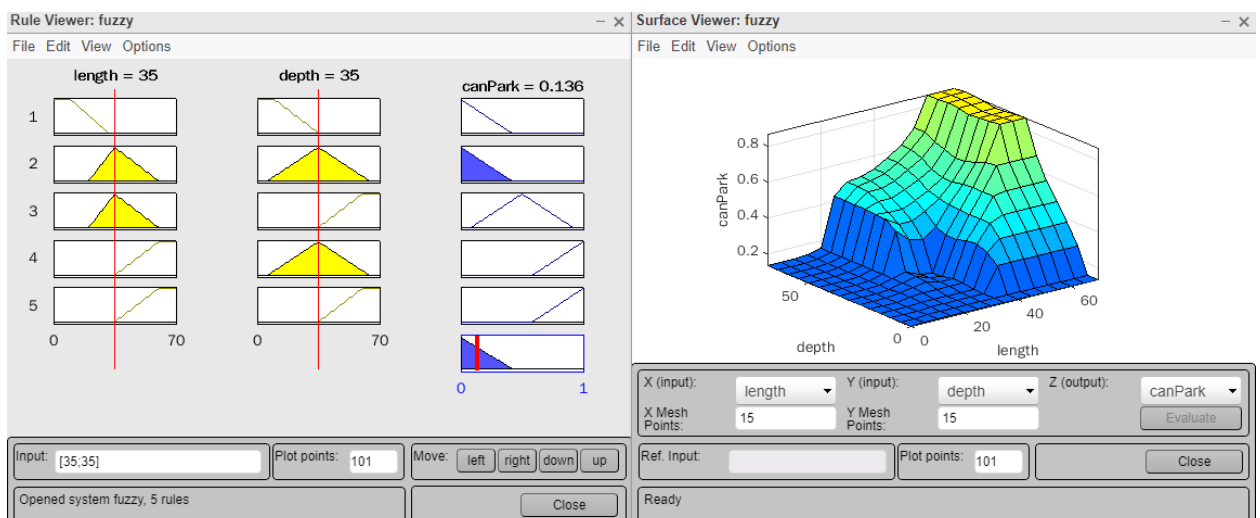 Rule Viewer: fuzzy
File Edit View Options
length = 35
depth = 35
canPark = 0.136
1
2
3
4
5
0 70
0 70
0 1
Input: [35;35]
Plot points: 101
Move: left right down up
Opened system fuzzy, 5 rules
Close
Surface Viewer: fuzzy
File Edit View Options
0.8
0.6
0.4
0.2
canPark
50
0
depth
0
20
40
60
length
X (input): length
Y (input): depth
Z (output): canPark
X Mesh Points: 15
Y Mesh Points: 15
Evaluate
Ref. Input:
Plot points: 101
Close
Ready